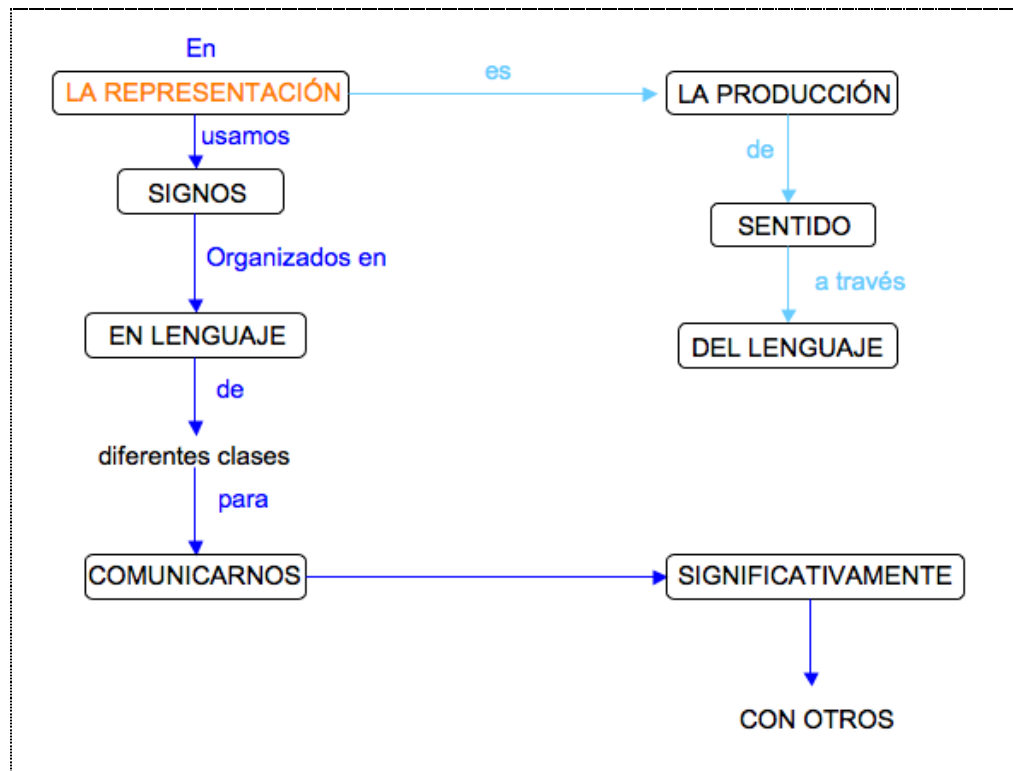 En
LA REPRESENTACIÓN
es
LA PRODUCCIÓN
usamos
de
SIGNOS
SENTIDO
Organizados en
a través
EN LENGUAJE
DEL LENGUAJE
de
diferentes clases
para
COMUNICARNOS
SIGNIFICATIVAMENTE
CON OTROS